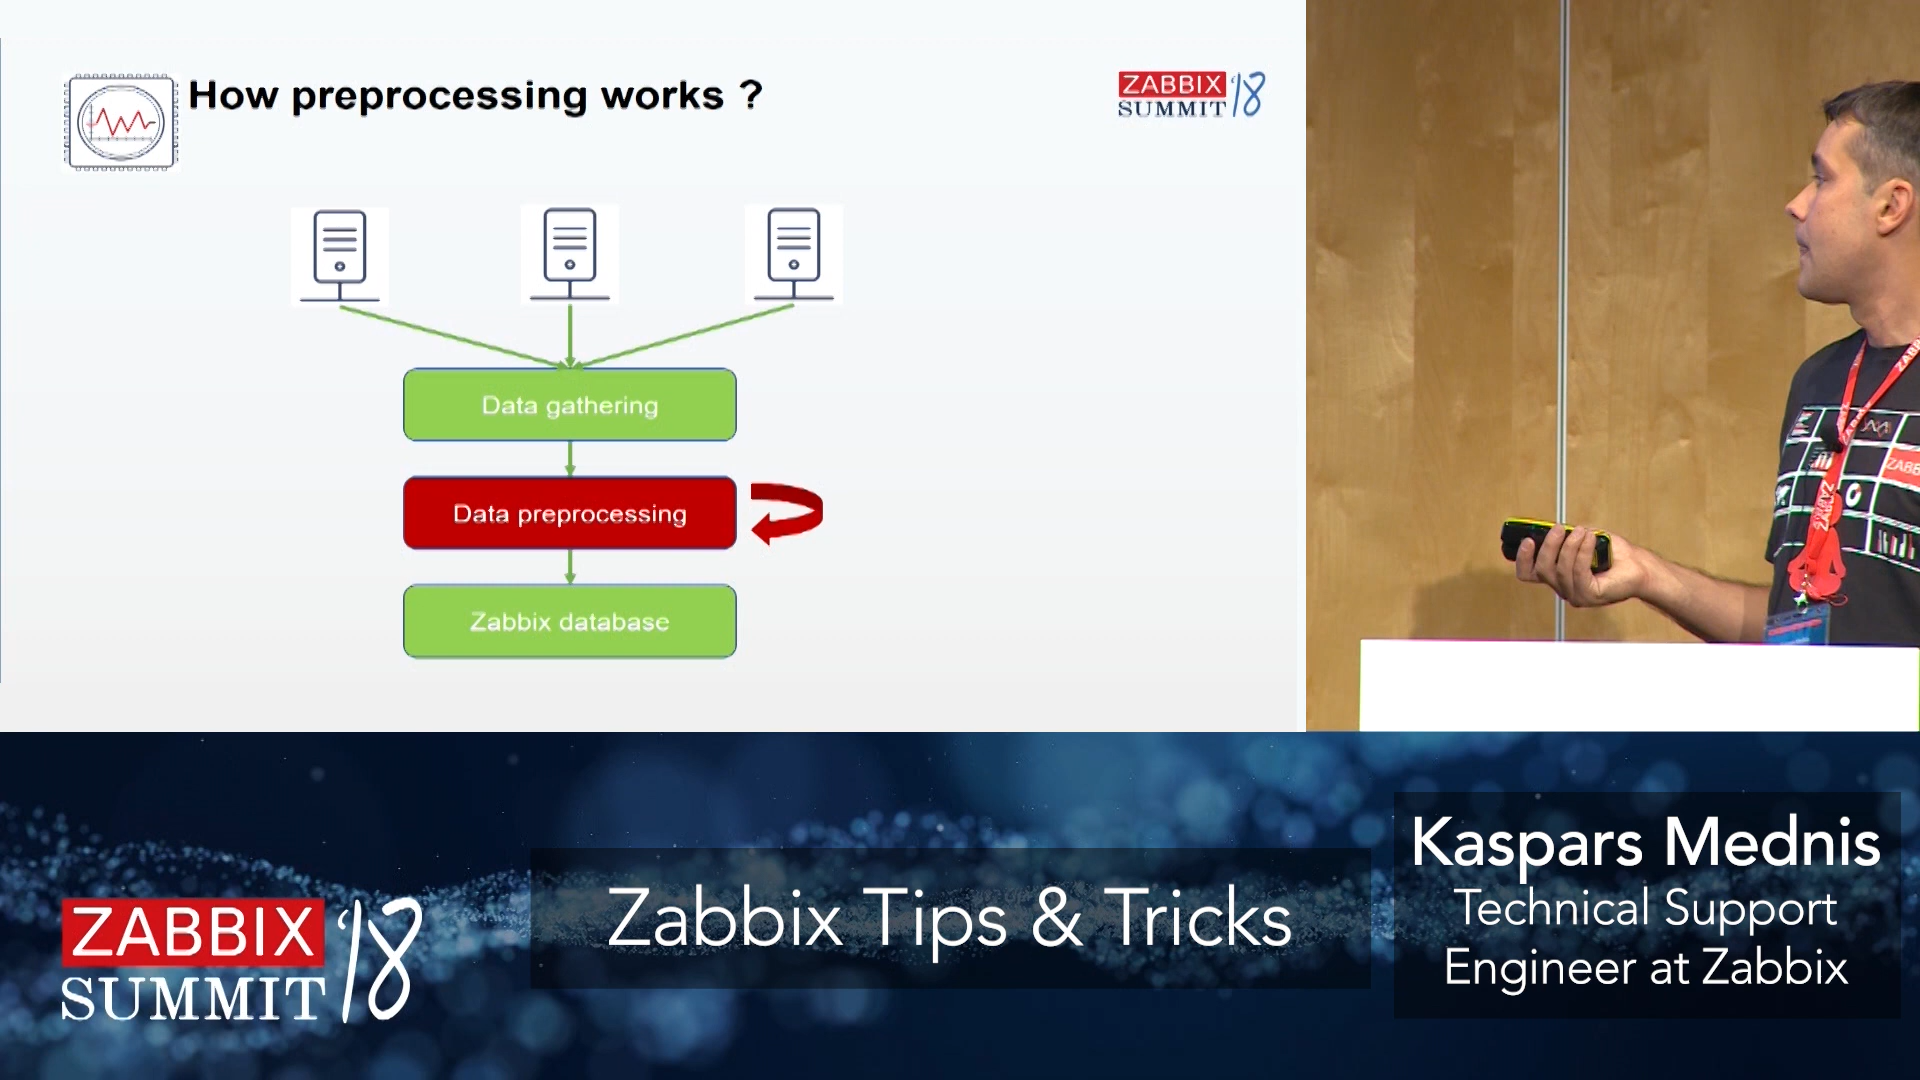 How preprocessing works ?
ZABBIX '18
SUMMIT
Data gathering
Data preprocessing
Zabbix database
ZABBIX '18
SUMMIT
Zabbix Tips & Tricks
Kaspars Mednis
Technical Support
Engineer at Zabbix